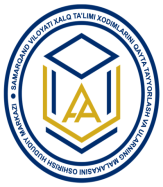 SAMARQAND VILOYATI XALQ TA'LIMI XODIMLARINI QAYTA TAYYORLASH VA ULARNING MALAKASINI OSHIRISH HUDUDIY MARKAZI